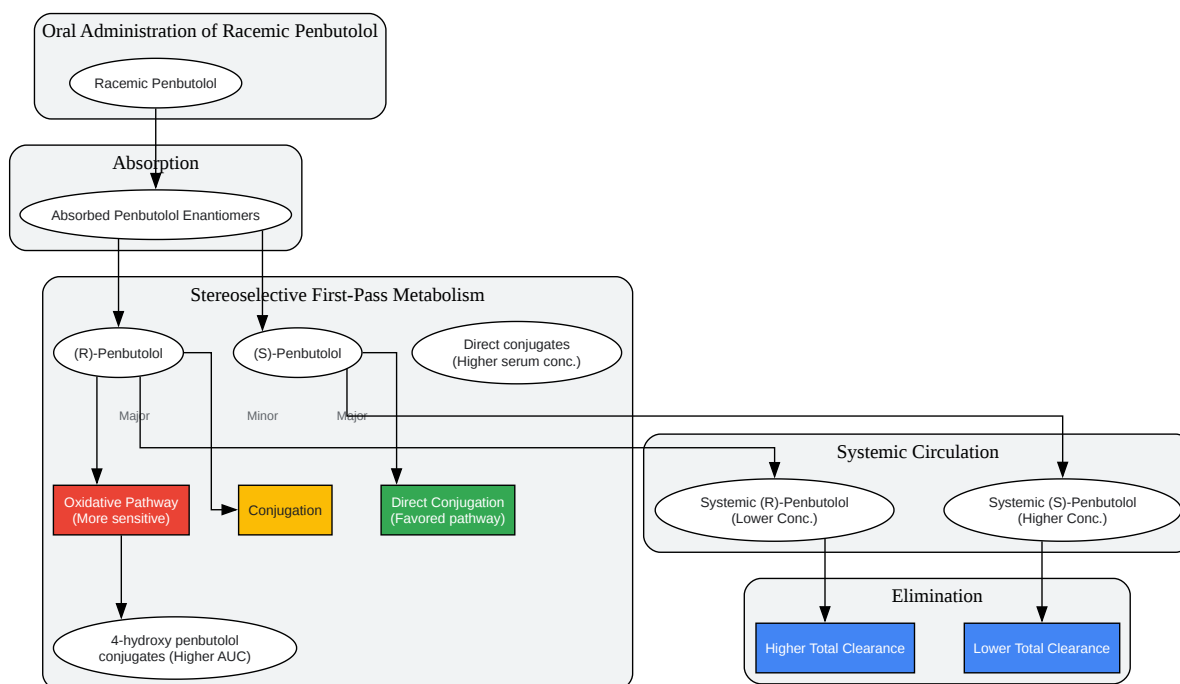 Oral Administration of Racemic Penbutolol
Racemic Penbutolol
Absorption
Absorbed Penbutolol Enantiomers
Stereoselective First-Pass Metabolism
(R)-Penbutolol
(S)-Penbutolol
Direct conjugates
(Higher serum conc.)
Major
Minor
Major
Systemic Circulation
Oxidative Pathway
(More sensitive)
Conjugation
Direct Conjugation
(Favored pathway)
Systemic (R)-Penbutolol
(Lower Conc.)
Systemic (S)-Penbutolol
(Higher Conc.)
Elimination
4-hydroxy penbutolol
conjugates (Higher AUC)
Higher Total Clearance
Lower Total Clearance